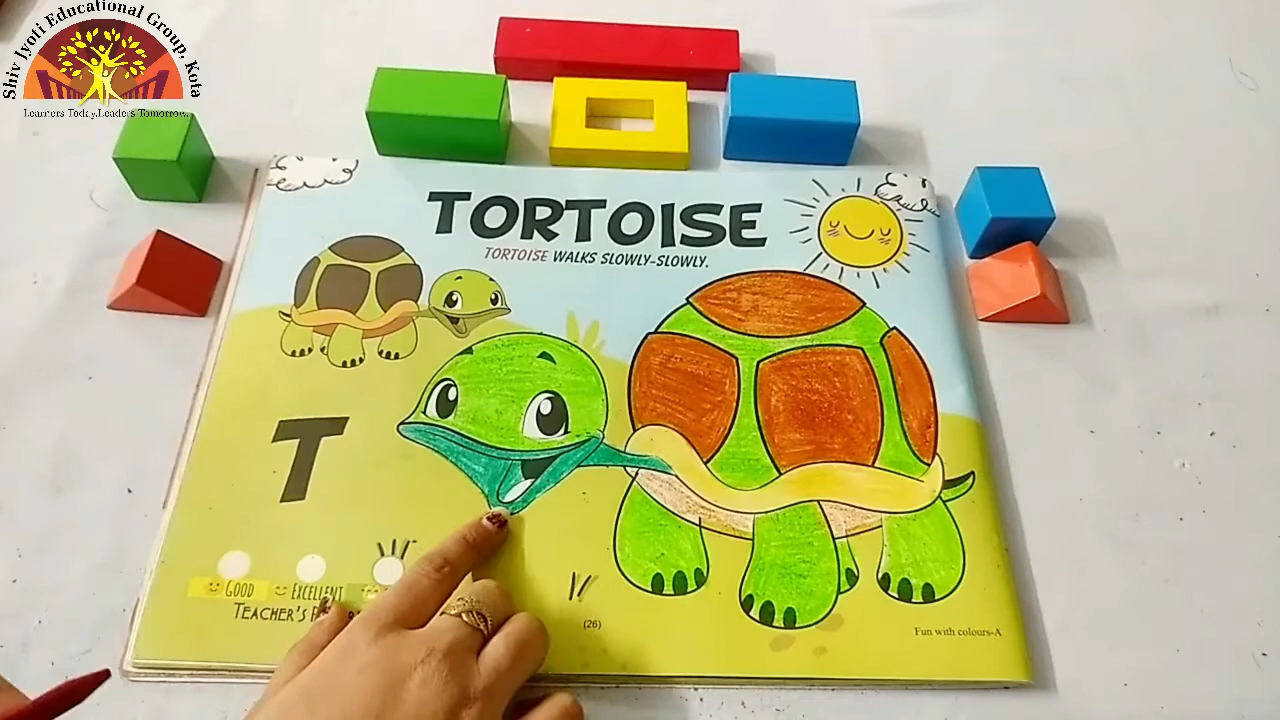 Shiv Jyoti Educational Group, Kota
Learners Today, Leaders Tomorrow.
TORTOISE
TORTOISE WALKS SLOWLY-SLOWLY.
T
GOOD
EXCELLENT
TEACHER'S
(26)
Fun with colours-A